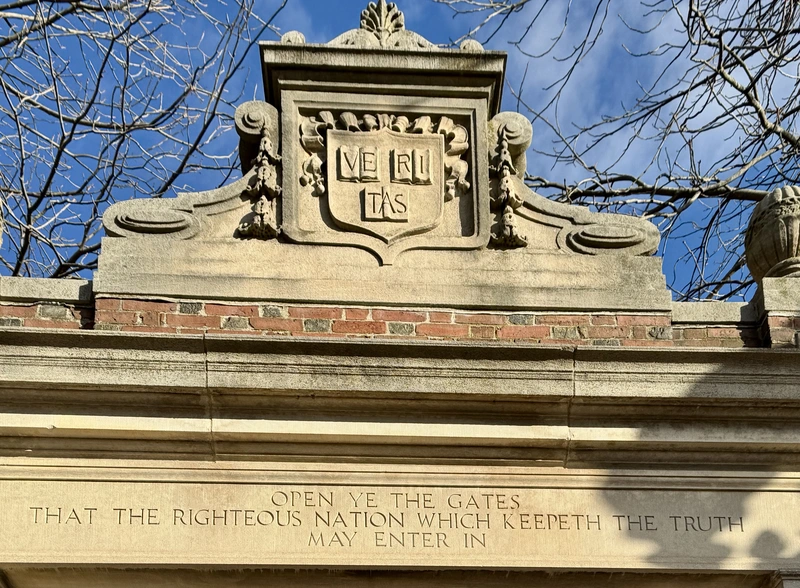 VE RI
TAS
OPEN YE THE GATES
THAT THE RIGHTEOUS NATION WHICH KEEPETH THE TRUTH
MAY ENTER IN